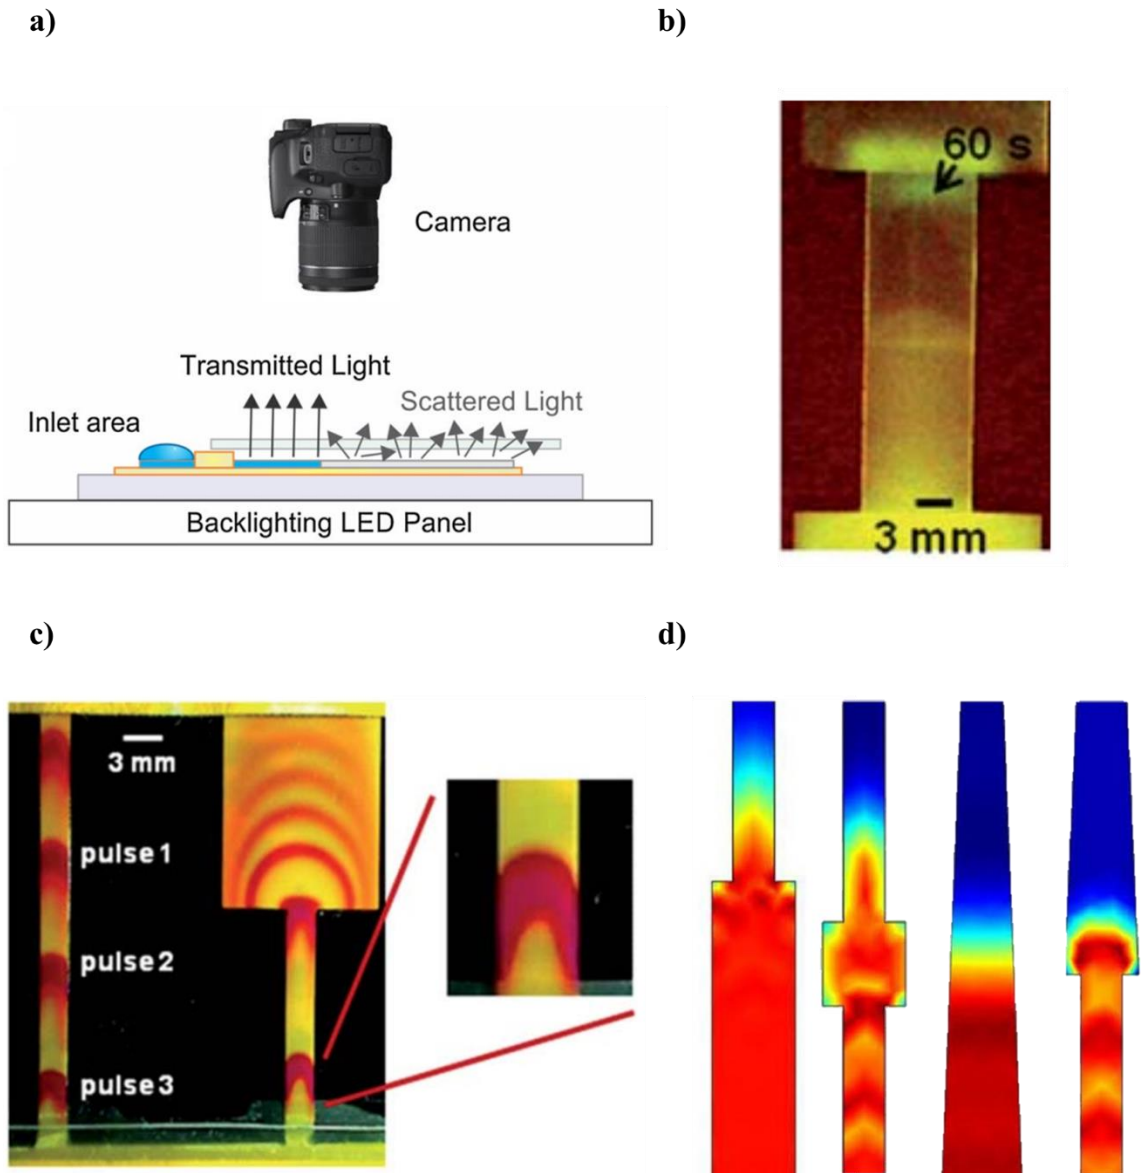 a)
b)
Camera
Transmitted Light
Scattered Light
Inlet area
Backlighting LED Panel
60 s
3 mm
c)
d)
3 mm
pulse 1
pulse 2
pulse 3